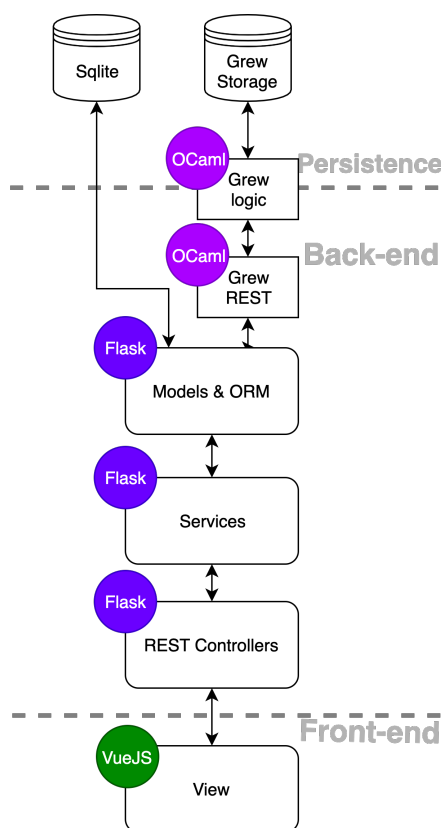 Sqlite
Grew
Storage
OCaml
Persistence
Grew
logic
Back-end
OCaml
Grew
REST
Flask
Models & ORM
Flask
Services
Flask
REST Controllers
Front-end
VueJS
View